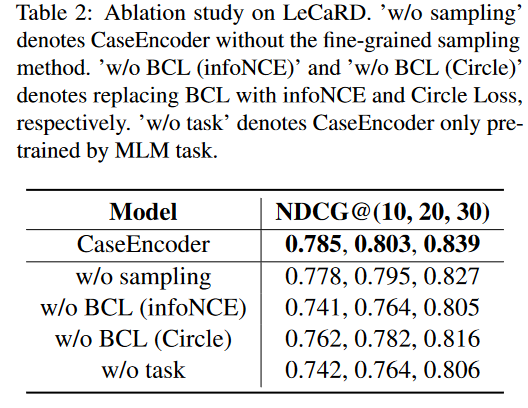 Table 2: Ablation study on LeCaRD. ’w/o sampling’
denotes CaseEncoder without the fine-grained sampling
method. ’w/o BCL (infoNCE)’ and ’w/o BCL (Circle)’
denotes replacing BCL with infoNCE and Circle Loss,
respectively. ’w/o task’ denotes CaseEncoder only pre-
trained by MLM task.
Model NDCG@(10, 20, 30)
CaseEncoder 0.785, 0.803, 0.839
w/o sampling 0.778, 0.795, 0.827
w/o BCL (infoNCE) 0.741, 0.764, 0.805
w/o BCL (Circle) 0.762, 0.782, 0.816
w/o task 0.742, 0.764, 0.806